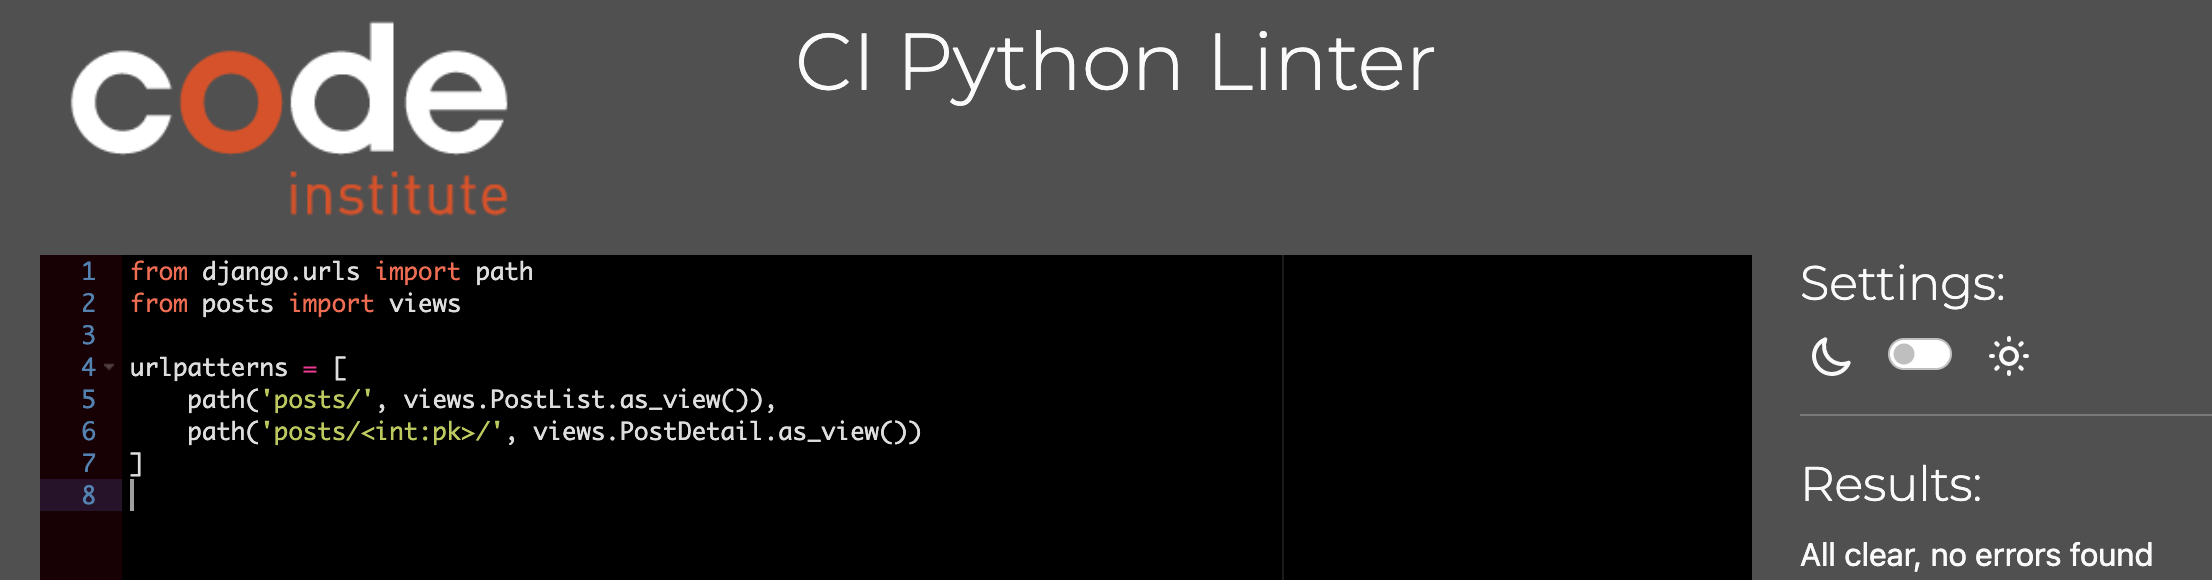 code
institute
CI Python Linter
1 from django.urls import path
2 from posts import views
3
4 urlpatterns = [
5     path('posts/', views.PostList.as_view()),
6     path('posts/<int:pk>/', views.PostDetail.as_view())
7 ]
8
Settings:
Results:
All clear, no errors found